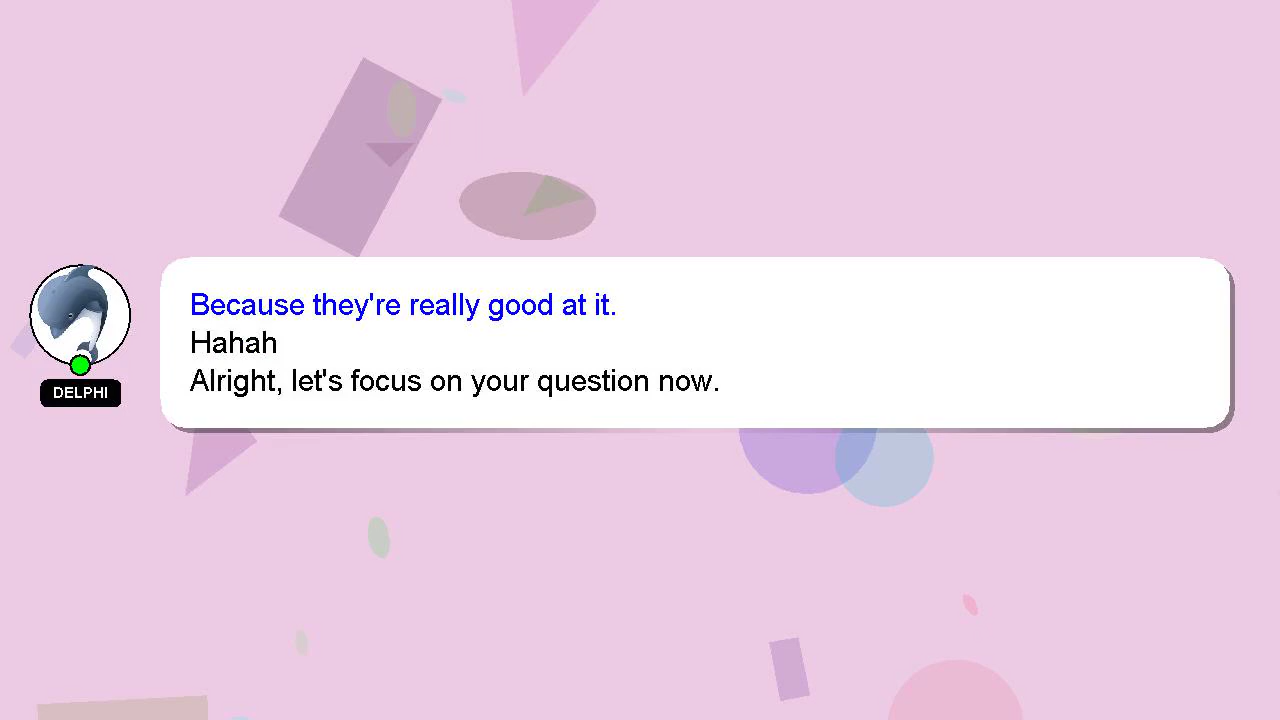 Because they're really good at it.
Hahah
Alright, let's focus on your question now.
DELPHI